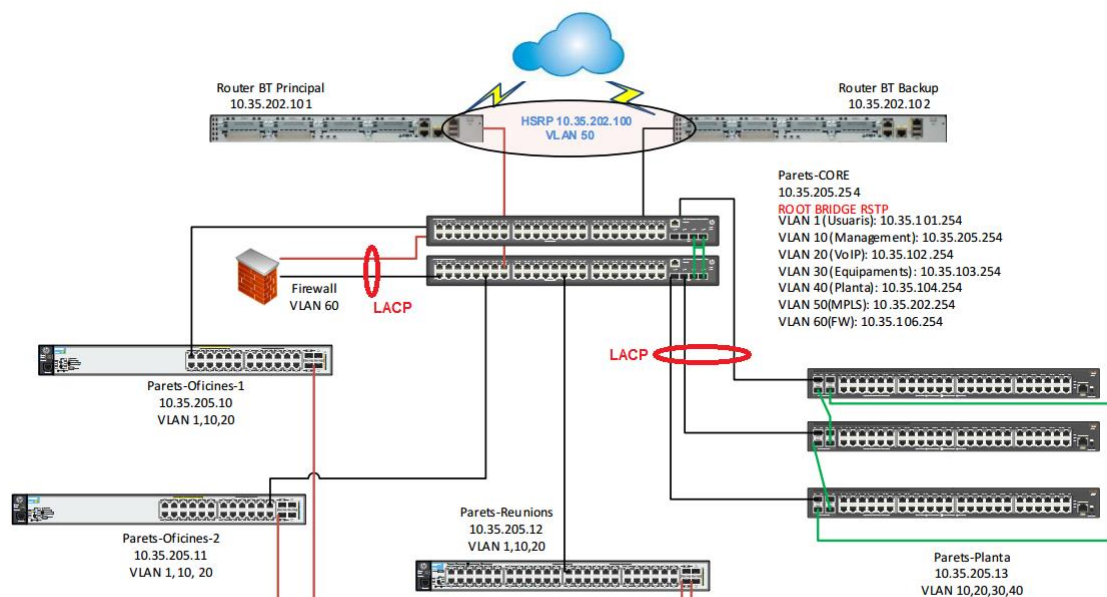 Router BT Principal
10.35.202.101
Router BT Backup
10.35.202.102
HSRP 10.35.202.100
VLAN 50
Parets-CORE
10.35.205.254
ROOT BRIDGE RSTP
VLAN 1 (Usuaris): 10.35.101.254
VLAN 10 (Management): 10.35.205.254
VLAN 20 (VoIP): 10.35.102.254
VLAN 30 (Equipaments): 10.35.103.254
VLAN 40 (Planta): 10.35.104.254
VLAN 50(MPLS): 10.35.202.254
VLAN 60(FW): 10.35.106.254
Firewall
VLAN 60
LACP
LACP
Parets-Oficines-1
10.35.205.10
VLAN 1,10,20
Parets-Oficines-2
10.35.205.11
VLAN 1, 10, 20
Parets-Reunions
10.35.205.12
VLAN 1,10,20
Parets-Planta
10.35.205.13
VLAN 10,20,30,40